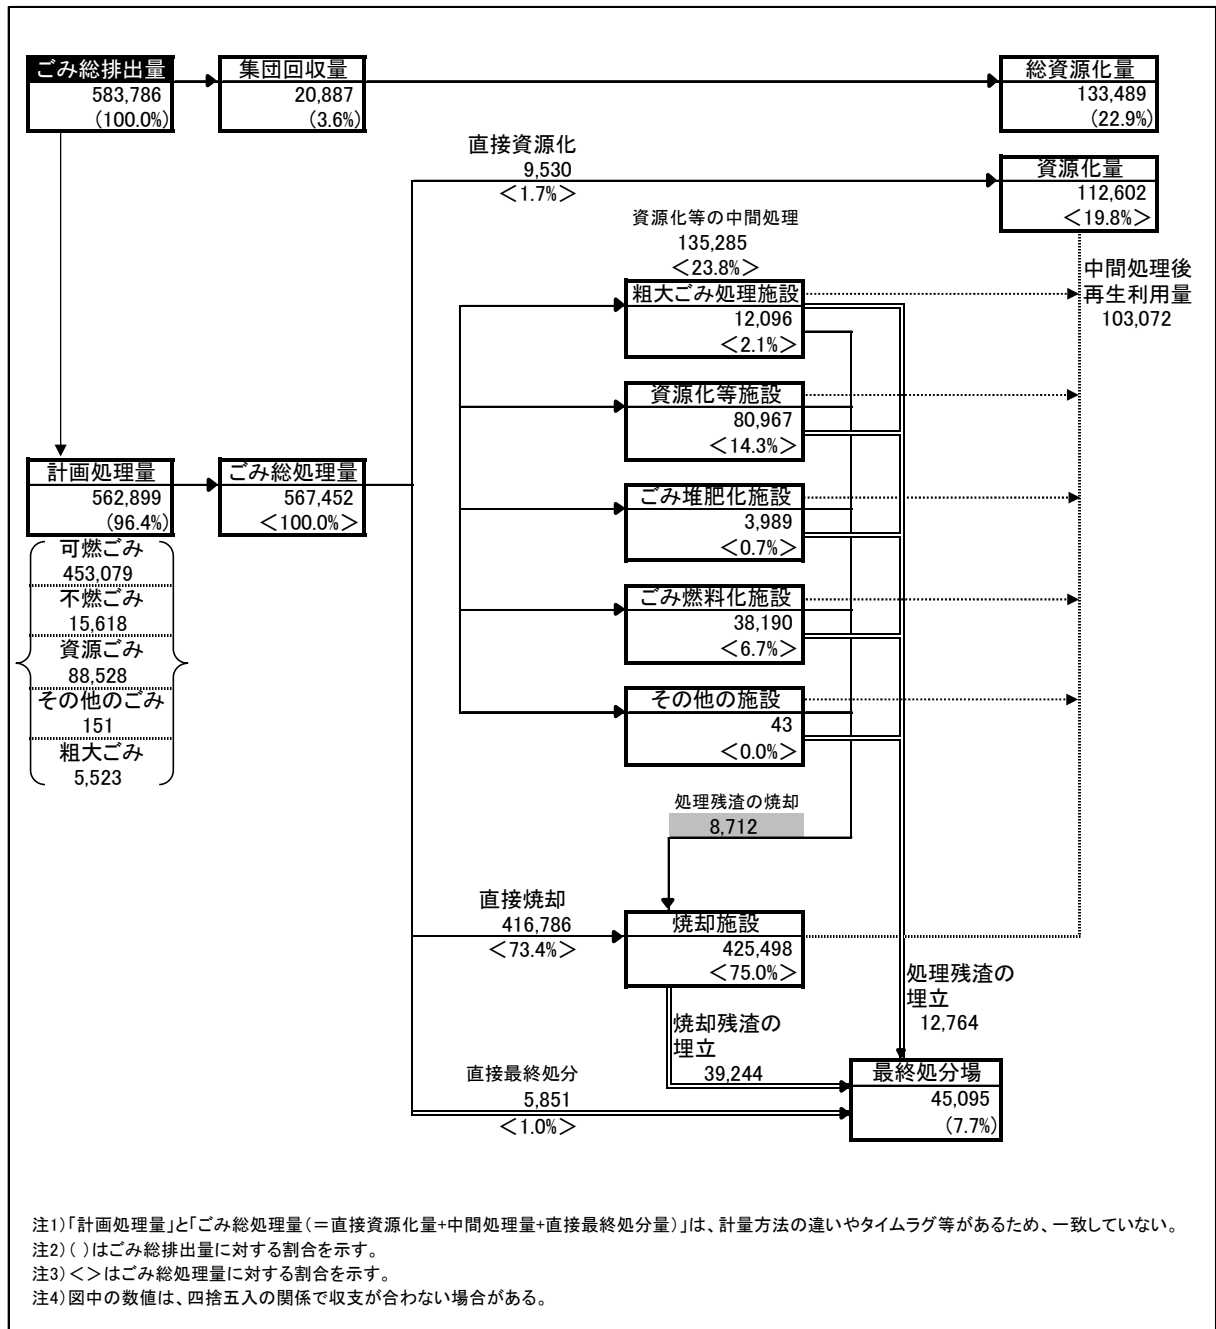 ごみ総排出量
583,786
(100.0%)
集団回収量
20,887
(3.6%)
総資源化量
133,489
(22.9%)
直接資源化
9,530
＜1.7%＞
資源化量
112,602
＜19.8%＞
資源化等の中間処理
135,285
＜23.8%＞
中間処理後
再生利用量
103,072
粗大ごみ処理施設
12,096
＜2.1%＞
資源化等施設
80,967
＜14.3%＞
計画処理量
562,899
(96.4%)
ごみ総処理量
567,452
＜100.0%＞
ごみ堆肥化施設
3,989
＜0.7%＞
可燃ごみ
453,079
不燃ごみ
15,618
資源ごみ
88,528
その他のごみ
151
粗大ごみ
5,523
ごみ燃料化施設
38,190
＜6.7%＞
その他の施設
43
＜0.0%＞
処理残渣の焼却
8,712
直接焼却
416,786
＜73.4%＞
焼却施設
425,498
＜75.0%＞
処理残渣の
埋立
12,764
焼却残渣の
埋立
39,244
直接最終処分
5,851
＜1.0%＞
最終処分場
45,095
(7.7%)
注1)「計画処理量」と「ごみ総処理量(＝直接資源化量+中間処理量+直接最終処分量)」は、計量方法の違いやタイムラグ等があるため、一致していない。
注2)( )はごみ総排出量に対する割合を示す。
注3)＜＞はごみ総処理量に対する割合を示す。
注4)図中の数値は、四捨五入の関係で収支が合わない場合がある。